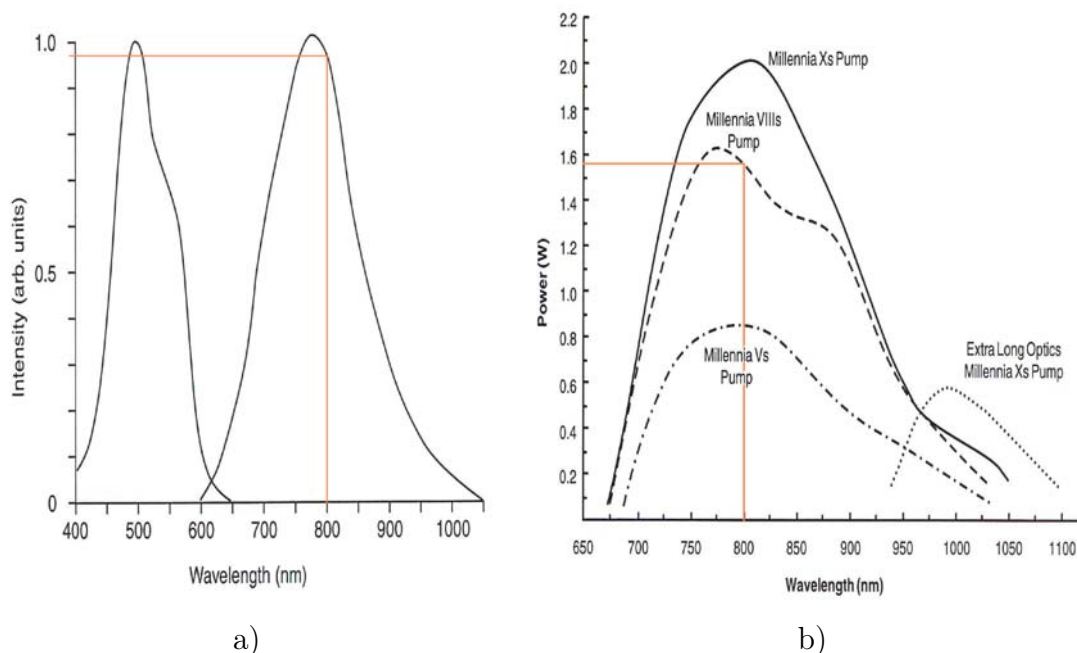 1.0
0.5
0
Intensity (arb. units)
400 500 600 700 800 900 1000
Wavelength (nm)
a)
2.2
2.0
1.8
1.6
1.4
1.2
1.0
0.8
0.6
0.4
0.2
Power (W)
Millennia Xs Pump
Millennia VIIIs
Pump
Millennia Vs
Pump
Extra Long Optics
Millennia Xs Pump
650 700 750 800 850 900 950 1000 1050 1100
Wavelength (nm)
b)